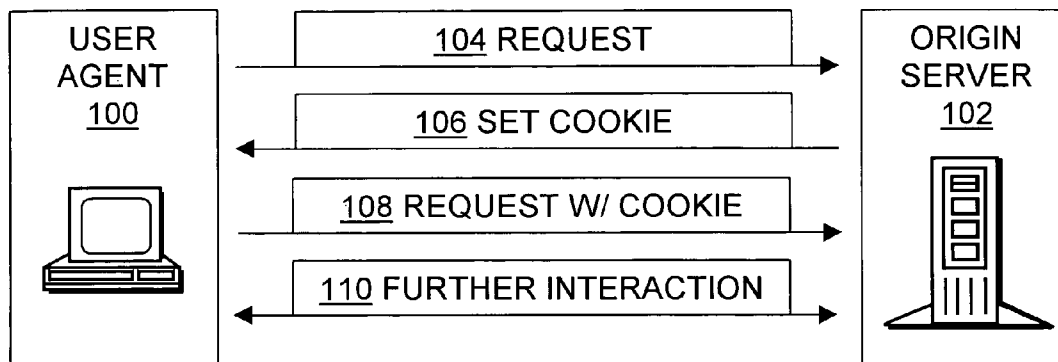 USER
AGENT
100
104 REQUEST
106 SET COOKIE
108 REQUEST W/ COOKIE
110 FURTHER INTERACTION
ORIGIN
SERVER
102